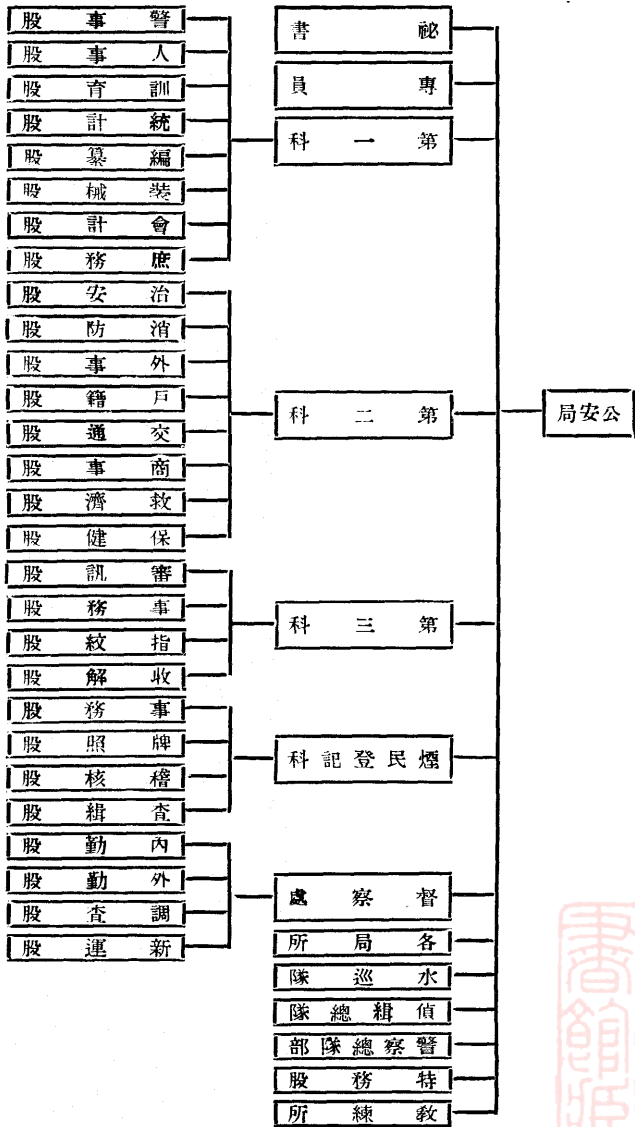 公安局
祕書
專員
第一科
警事股
人事股
訓育股
統計股
編纂股
裝械股
會計股
庶務股
第二科
治安股
消防股
外事股
戶籍股
交通股
商事股
救濟股
保健股
第三科
審訊股
事務股
指紋股
收解股
煙民登記科
事務股
牌照股
稽核股
查緝股
督察處
內勤股
外勤股
調查股
新運股
各局所
水巡隊
偵緝總隊
警察總隊部
特務股
教練所
書館